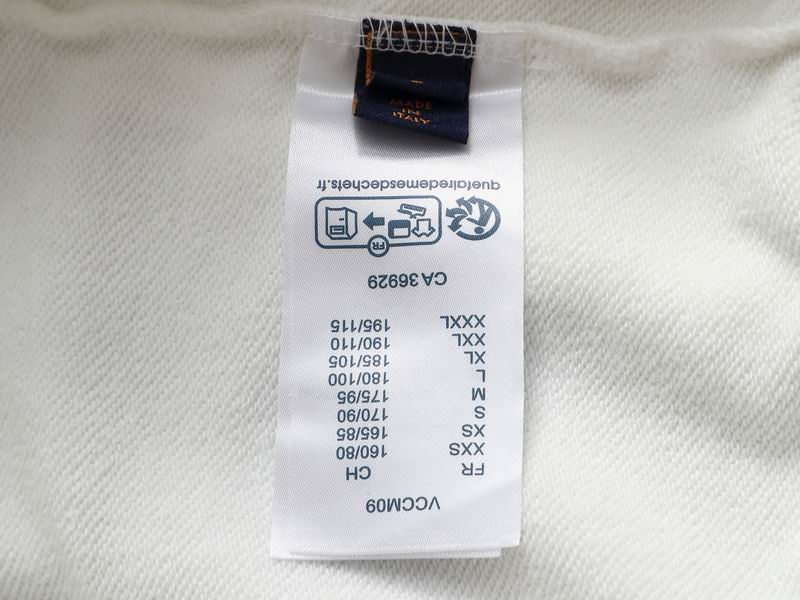 MADE
IN
ITALY
VCCM09
FR CH
XXS 160/80
XS 165/85
S 170/90
M 175/95
L 180/100
XL 185/105
XXL 190/110
XXXL 195/115
CA 36929
FR
quefairedemesdechets.fr